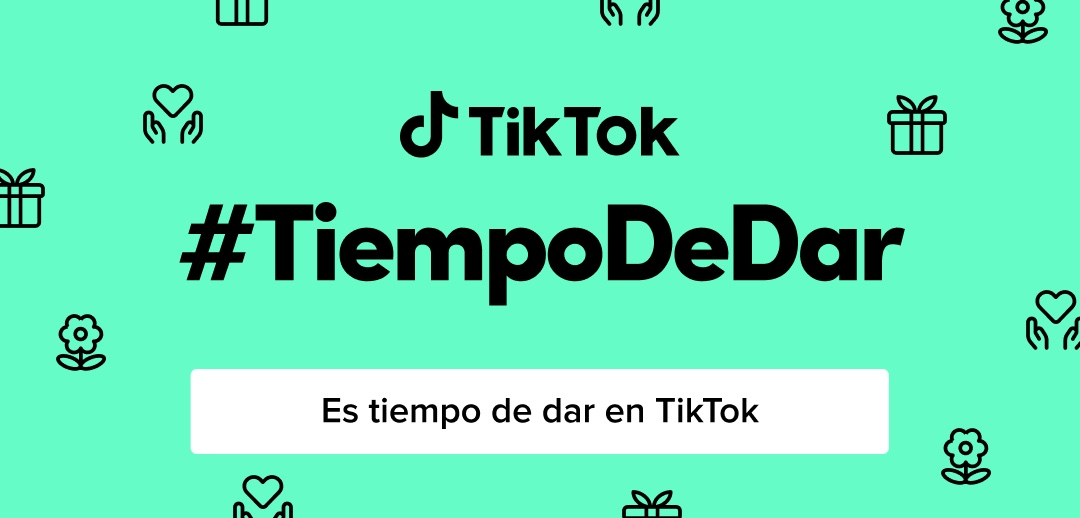 TikTok
#TiempoDeDar
Es tiempo de dar en TikTok